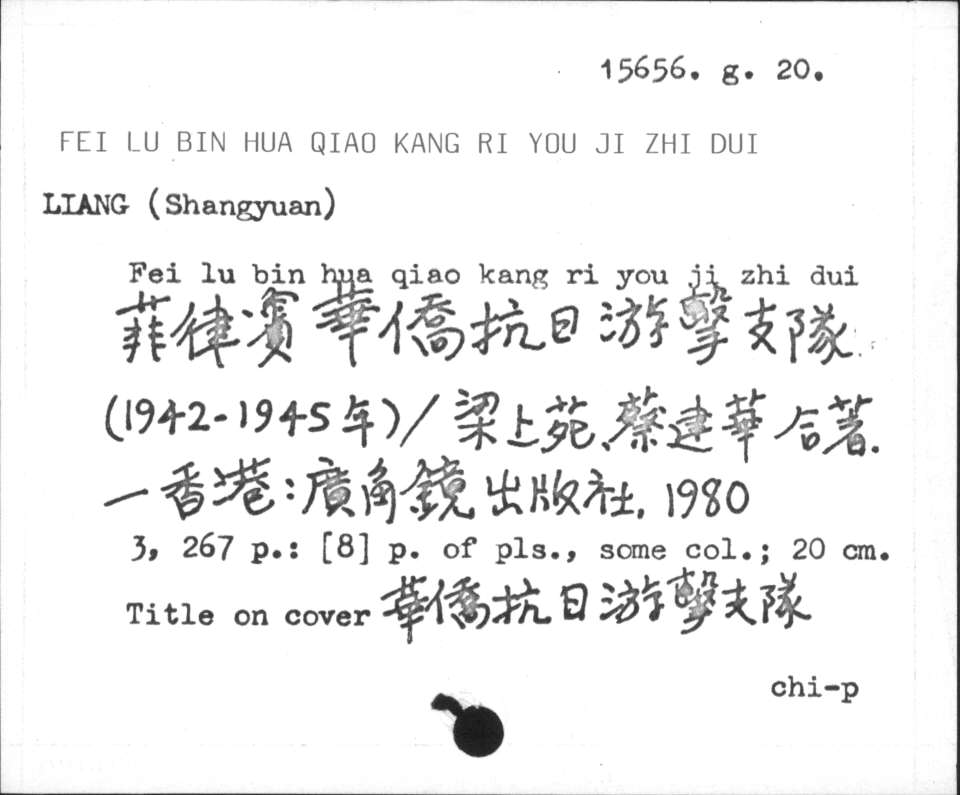 15656. g. 20.
FEI LU BIN HUA QIAO KANG RI YOU JI ZHI DUI
LIANG (Shangyuan)
Fei lu bin hua qiao kang ri you ji zhi dui
菲律濱華僑抗日游擊支隊
(1942-1945年)/梁上苑、蔡建華合著.
一香港:廣角鏡出版社, 1980
3, 267 p.: [8] p. of pls., some col.; 20 cm.
Title on cover 華僑抗日游擊支隊
chi-p